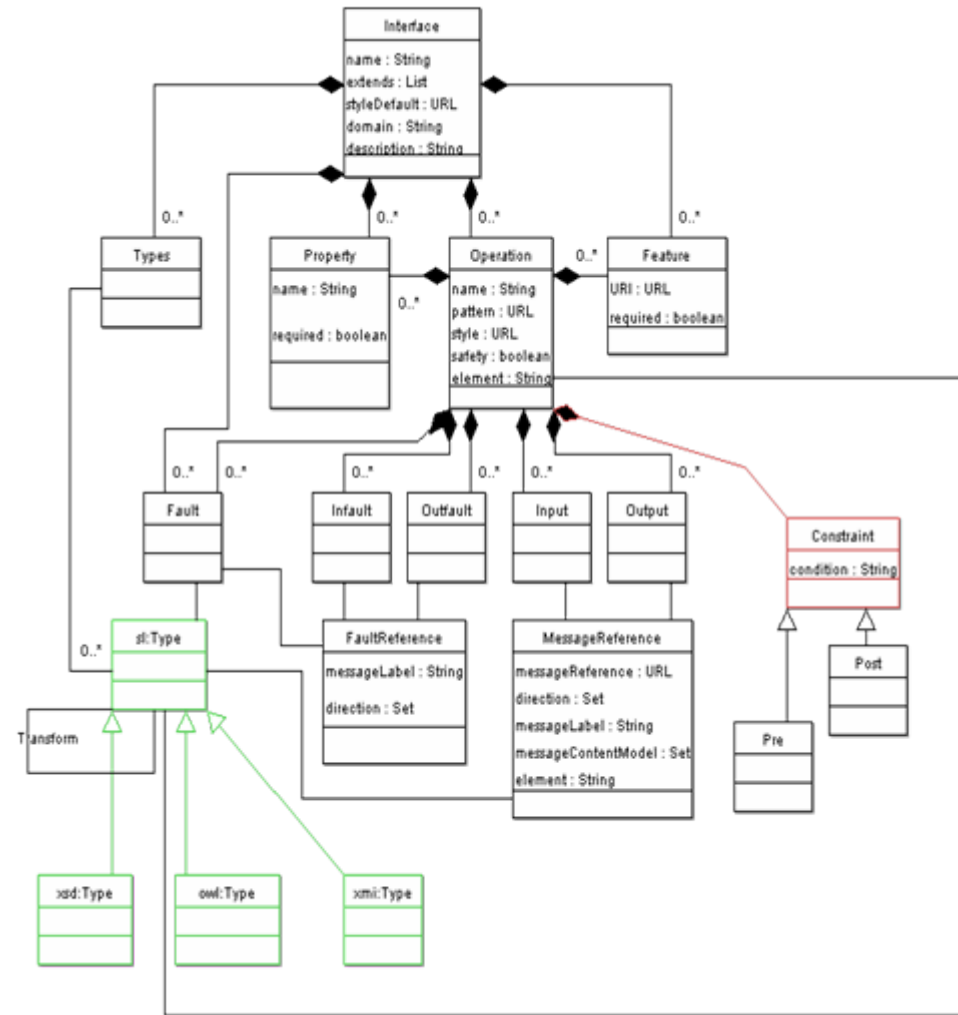 Interface
name : String
extends : List
styleDefault : URL
domain : String
description : String
0..*
0..*
0..*
0..*
Types
Property
name : String
required : boolean
0..*
Operation
name : String
pattern : URL
style : URL
safety : boolean
element : String
0..*
Feature
URI : URL
required : boolean
0..*
0..*
0..*
0..*
0..*
0..*
Fault
Infault
Outfault
Input
Output
Constraint
condition : String
0..*
sl:Type
FaultReference
messageLabel : String
direction : Set
MessageReference
messageReference : URL
direction : Set
messageLabel : String
messageContentModel : Set
element : String
Post
Pre
Transform
xsd:Type
owl:Type
xmi:Type